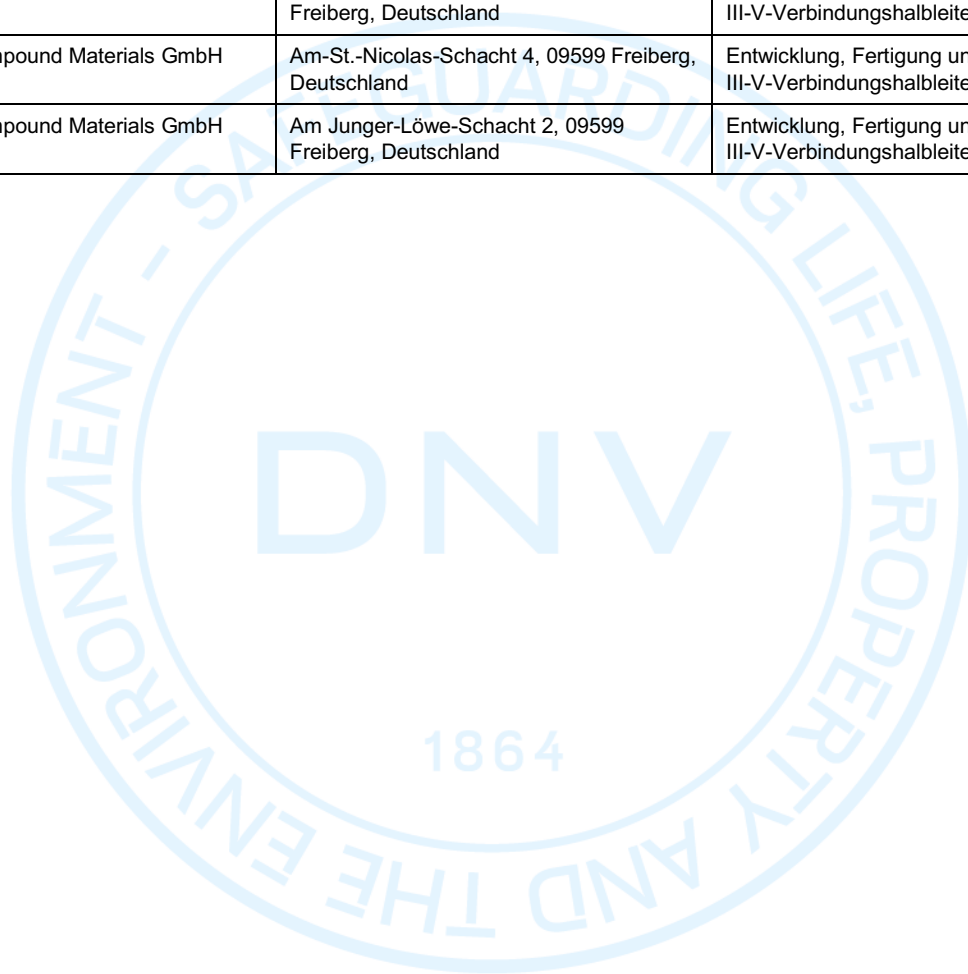 Freiberg, Deutschland
III-V-Verbindungshalbleite
pound Materials GmbH
Am-St.-Nicolas-Schacht 4, 09599 Freiberg,
Deutschland
Entwicklung, Fertigung un
III-V-Verbindungshalbleite
pound Materials GmbH
Am Junger-Löwe-Schacht 2, 09599
Freiberg, Deutschland
Entwicklung, Fertigung un
III-V-Verbindungshalbleite
SAFEGUARDING LIFE, PROPERTY AND THE ENVIRONMENT -
DNV
1864